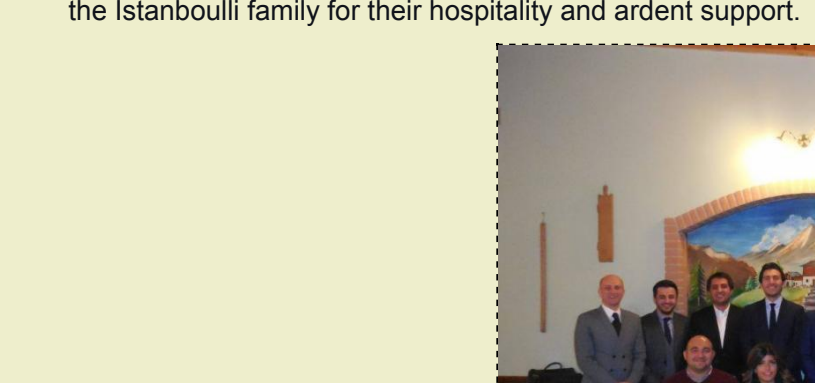 the Istanboulli family for their hospitality and ardent support.